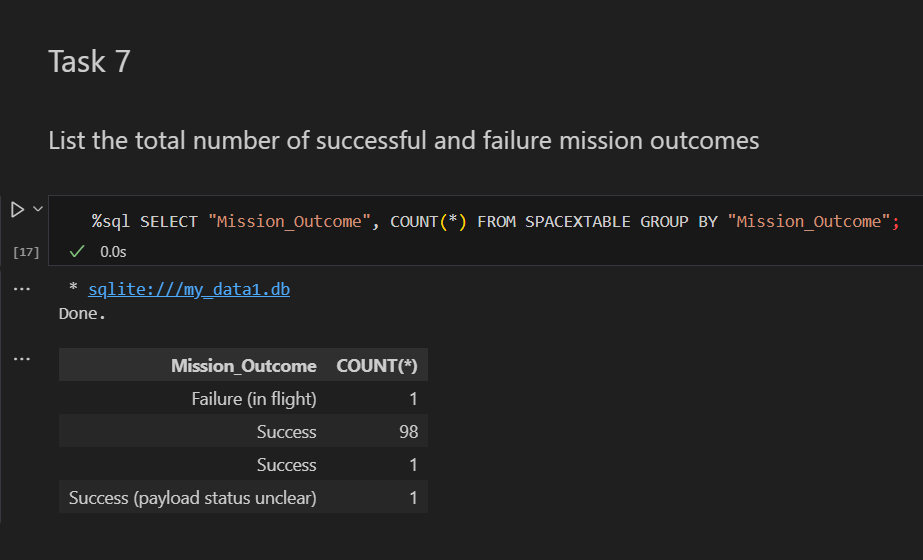 Task 7
List the total number of successful and failure mission outcomes
%sql SELECT "Mission_Outcome", COUNT(*) FROM SPACEXTABLE GROUP BY "Mission_Outcome";
[17] 0.0s
* sqlite:///my_data1.db
Done.
Mission_Outcome COUNT(*)
Failure (in flight) 1
Success 98
Success 1
Success (payload status unclear) 1